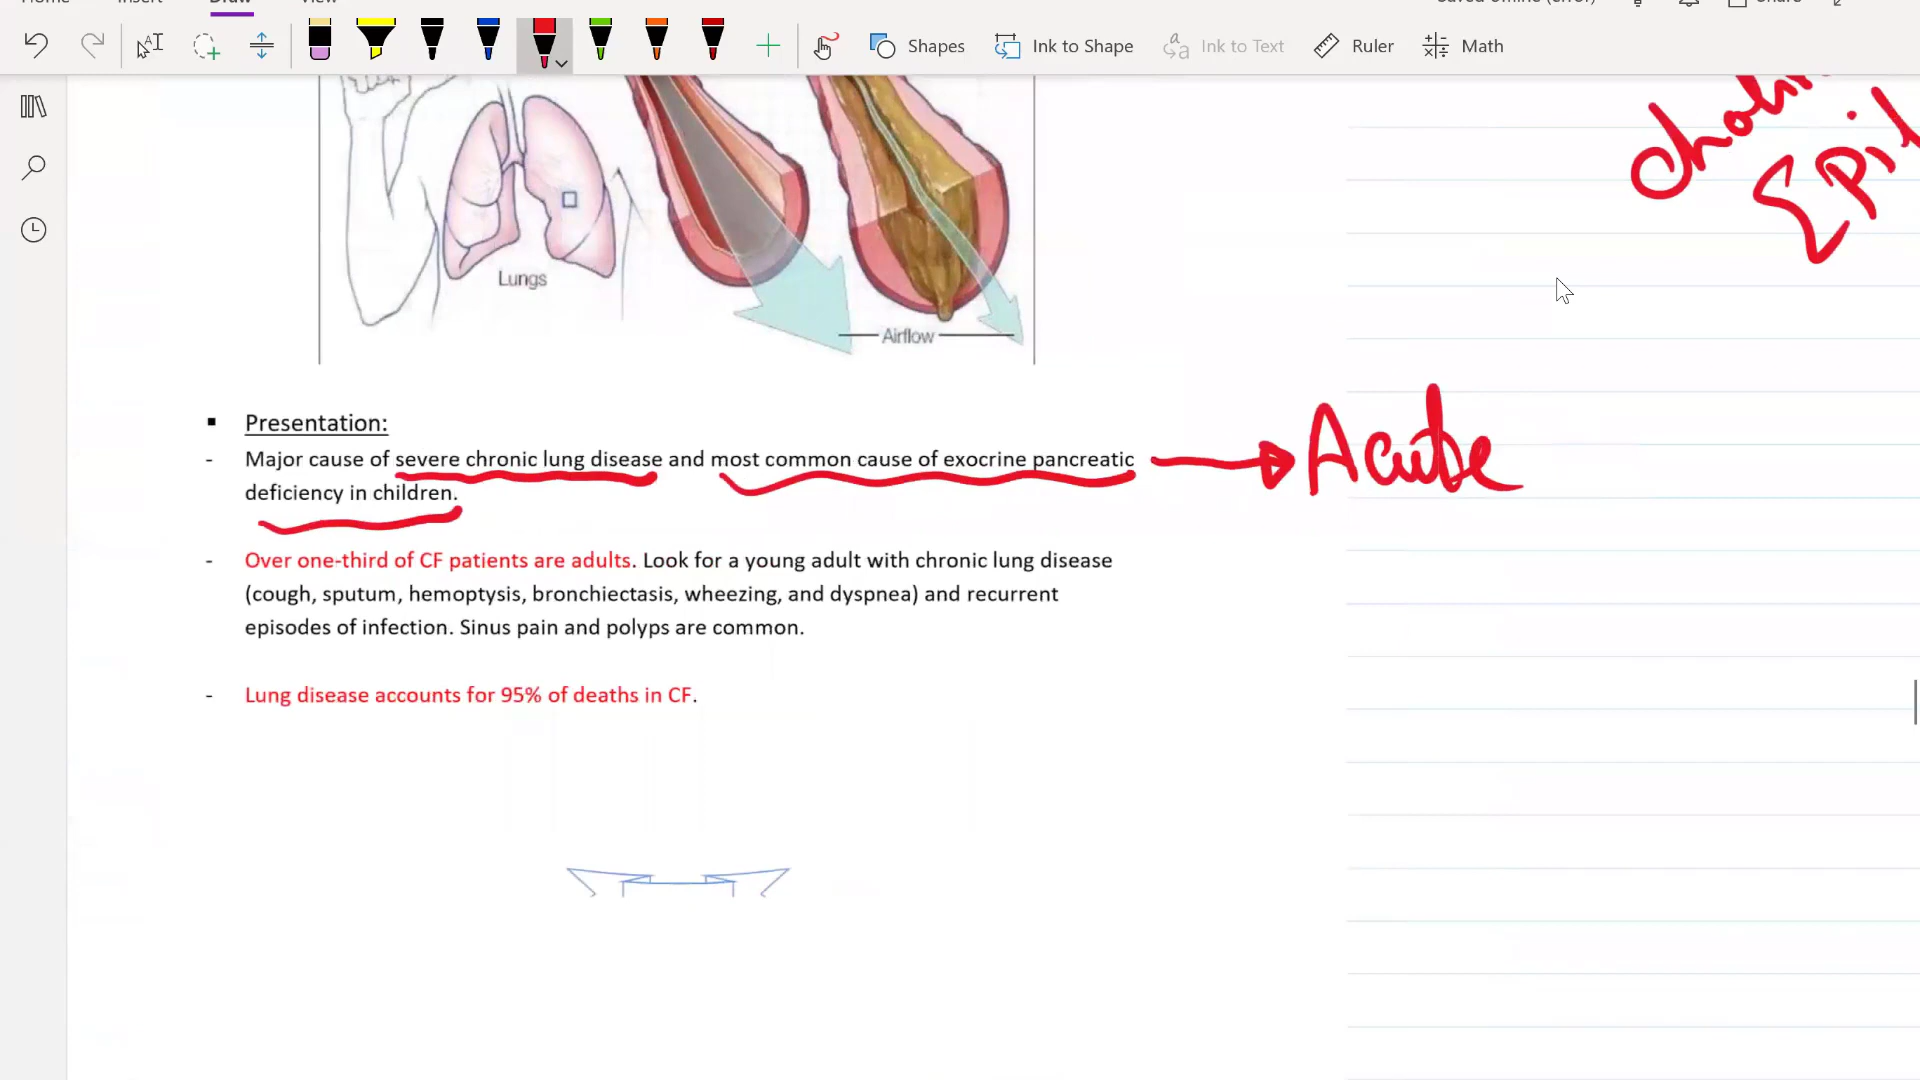 Draw
Shapes
Ink to Shape
Ink to Text
Ruler
Math
Lungs
Airflow
▪ Presentation:
- Major cause of severe chronic lung disease and most common cause of exocrine pancreatic
deficiency in children.
Acute
- Over one-third of CF patients are adults. Look for a young adult with chronic lung disease
(cough, sputum, hemoptysis, bronchiectasis, wheezing, and dyspnea) and recurrent
episodes of infection. Sinus pain and polyps are common.
- Lung disease accounts for 95% of deaths in CF.